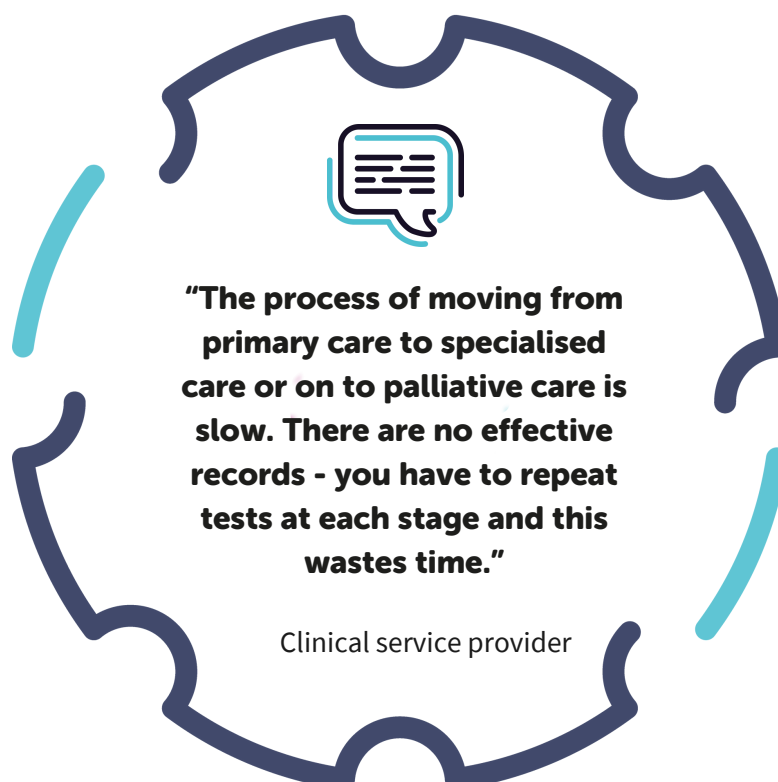 “The process of moving from
primary care to specialised
care or on to palliative care is
slow. There are no effective
records - you have to repeat
tests at each stage and this
wastes time.”
Clinical service provider